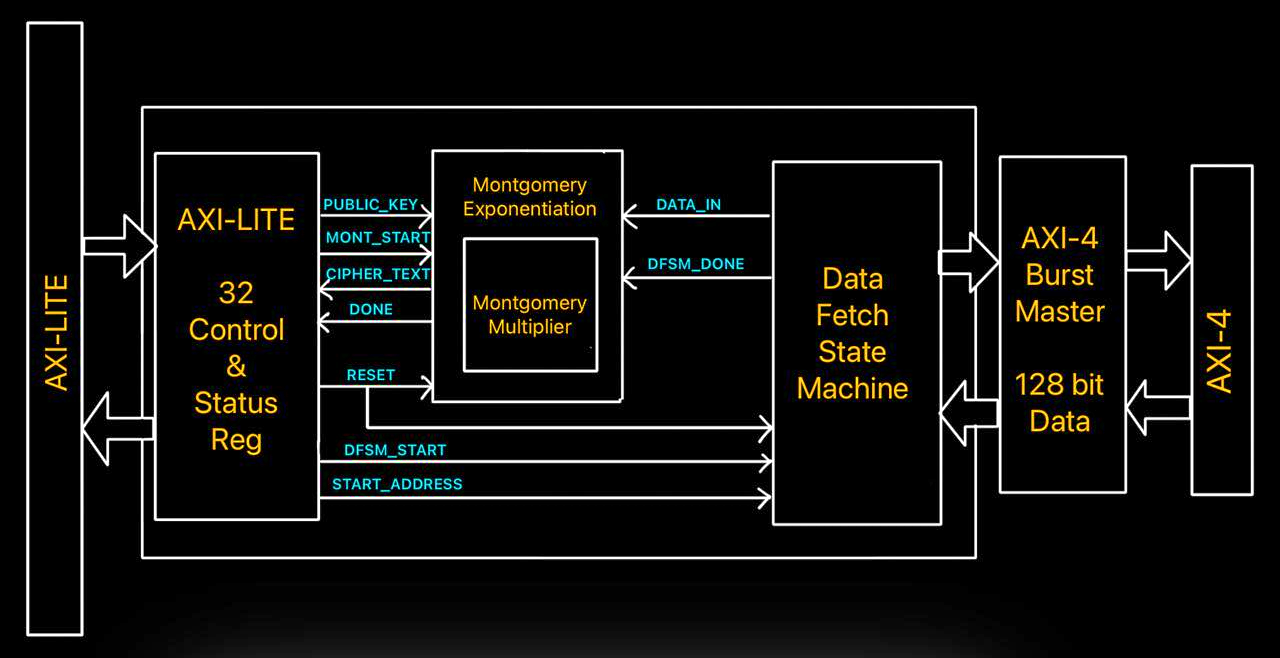 AXI-LITE
AXI-LITE
32
Control
&
Status
Reg
PUBLIC_KEY
MONT_START
CIPHER_TEXT
DONE
RESET
DFSM_START
START_ADDRESS
Montgomery
Exponentiation
Montgomery
Multiplier
DATA_IN
DFSM_DONE
Data
Fetch
State
Machine
AXI-4
Burst
Master
128 bit
Data
AXI-4